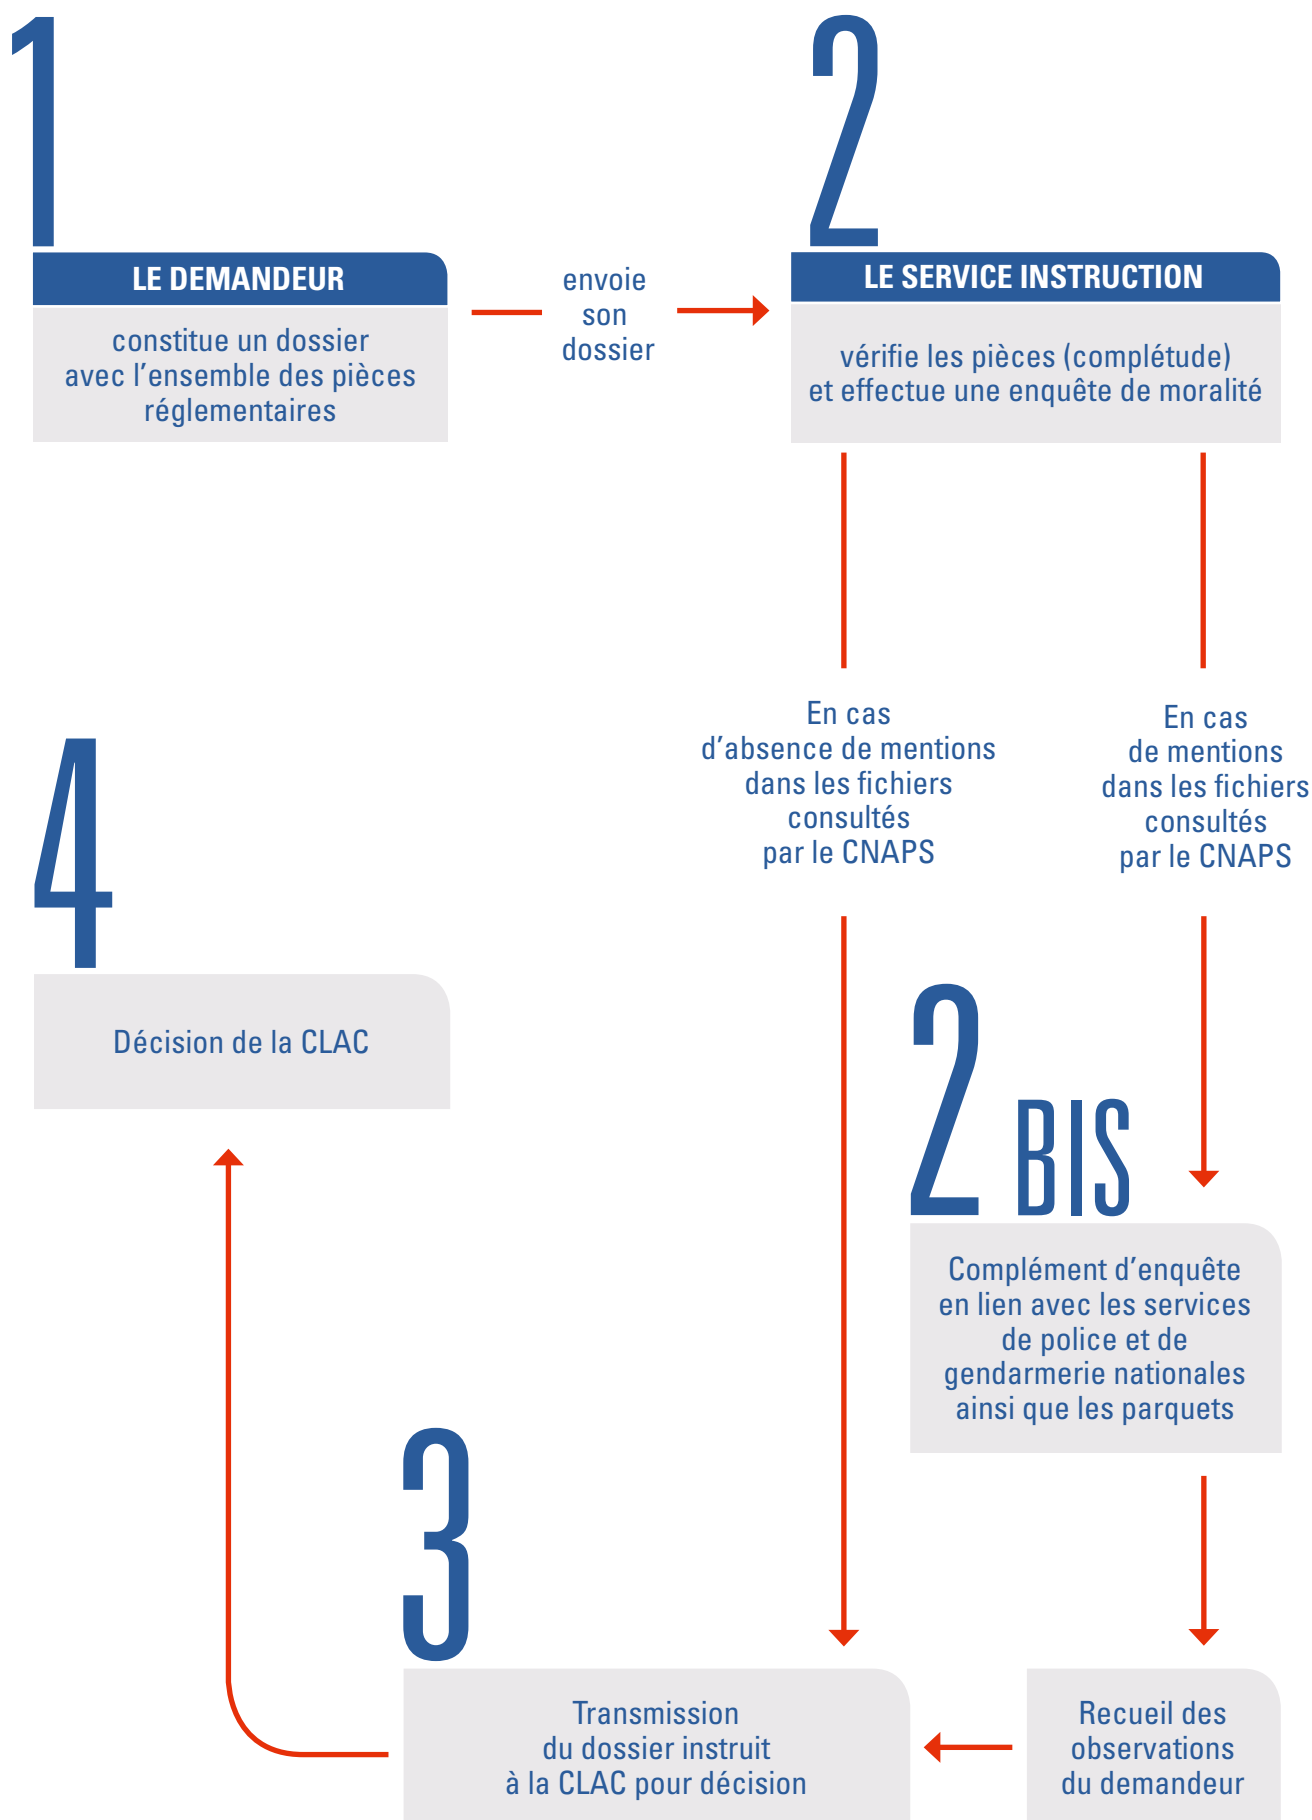 1
LE DEMANDEUR
constitue un dossier
avec l’ensemble des pièces
réglementaires
envoie
son
dossier
2
LE SERVICE INSTRUCTION
vérifie les pièces (complétude)
et effectue une enquête de moralité
En cas
d’absence de mentions
dans les fichiers
consultés
par le CNAPS
En cas
de mentions
dans les fichiers
consultés
par le CNAPS
2 BIS
Complément d’enquête
en lien avec les services
de police et de
gendarmerie nationales
ainsi que les parquets
Recueil des
observations
du demandeur
3
Transmission
du dossier instruit
à la CLAC pour décision
4
Décision de la CLAC